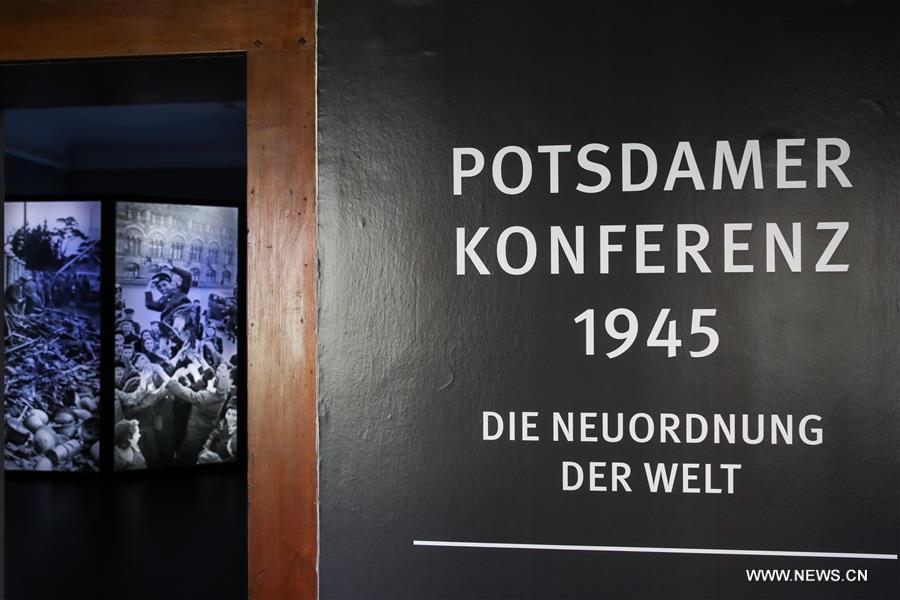 POTSDAMER
KONFERENZ
1945
DIE NEUORDNUNG
DER WELT
WWW.NEWS.CN